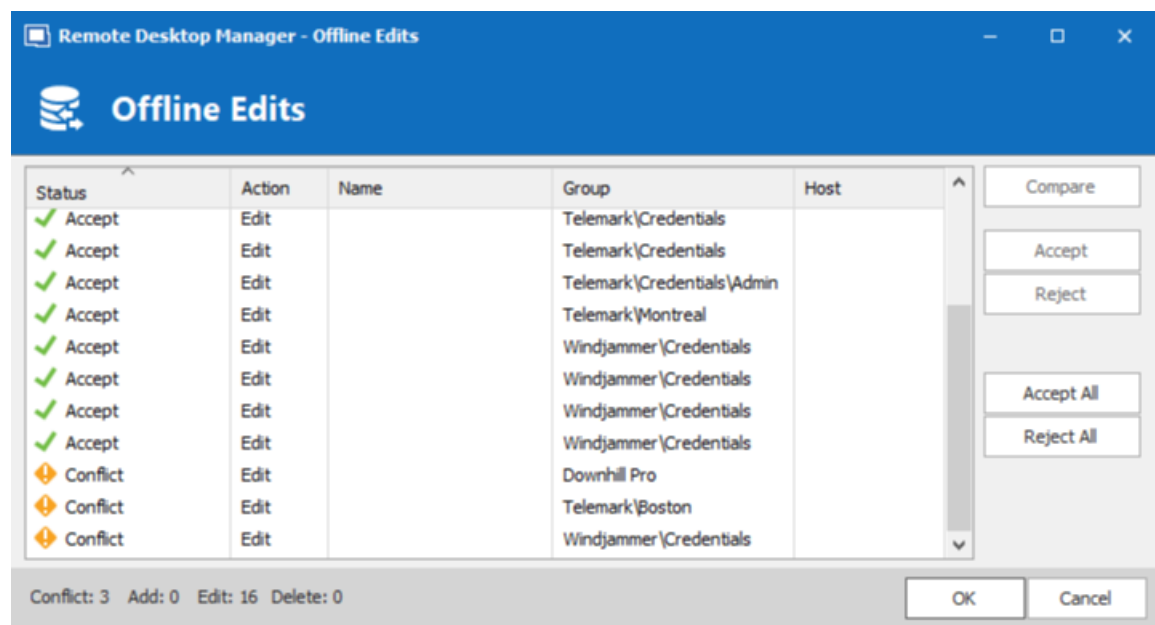 Remote Desktop Manager - Offline Edits
Offline Edits
Status Action Name Group Host
Accept Edit Telemark\Credentials
Accept Edit Telemark\Credentials
Accept Edit Telemark\Credentials\Admin
Accept Edit Telemark\Montreal
Accept Edit Windjammer\Credentials
Accept Edit Windjammer\Credentials
Accept Edit Windjammer\Credentials
Accept Edit Windjammer\Credentials
Conflict Edit Downhill Pro
Conflict Edit Telemark\Boston
Conflict Edit Windjammer\Credentials
Compare
Accept
Reject
Accept All
Reject All
Conflict: 3 Add: 0 Edit: 16 Delete: 0
OK Cancel